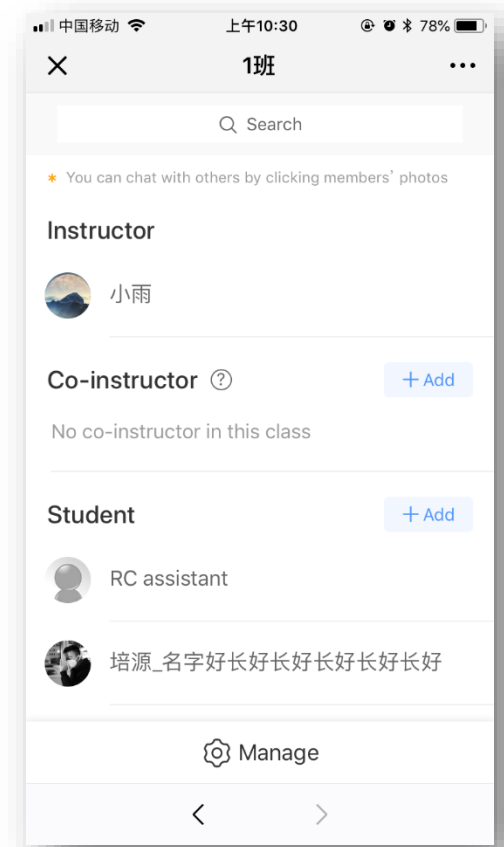 中国移动 上午10:30 78%
1班
Search
* You can chat with others by clicking members' photos
Instructor
小雨
Co-instructor ? + Add
No co-instructor in this class
Student + Add
RC assistant
培源_名字好长好长好长好长好长好
Manage